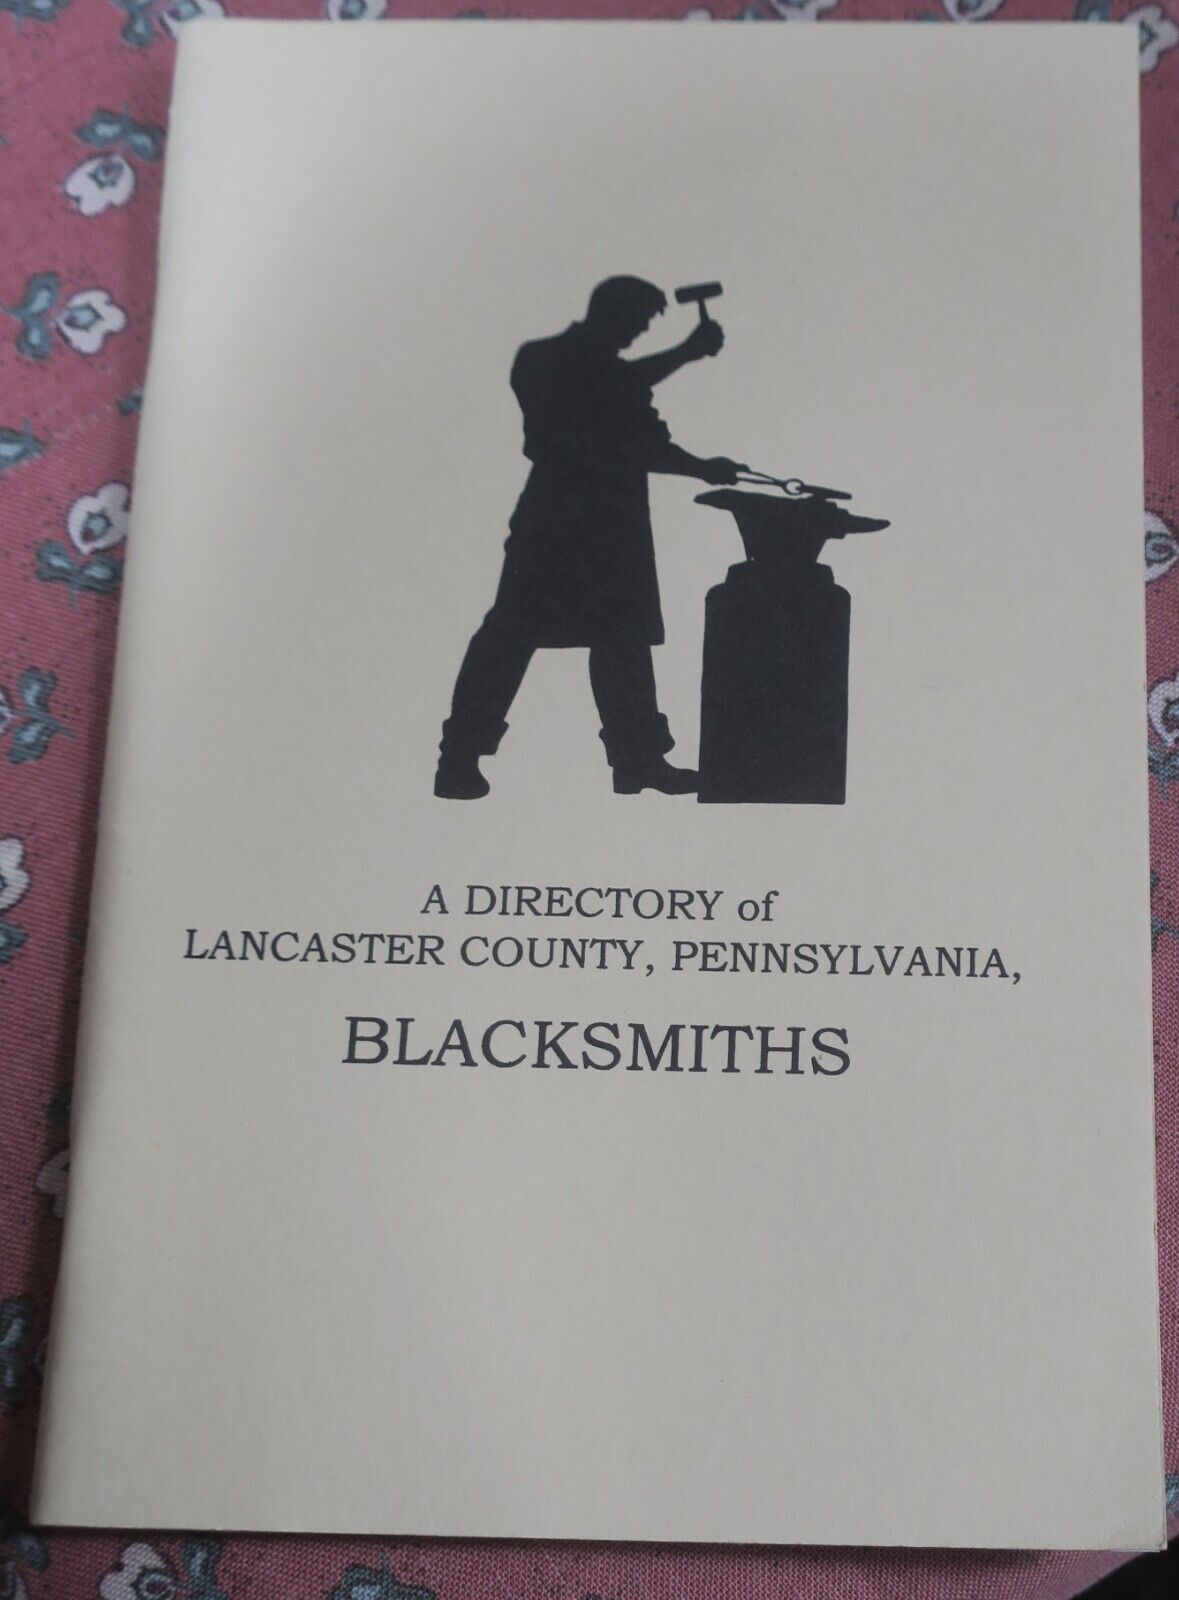 A DIRECTORY of
LANCASTER COUNTY, PENNSYLVANIA,
BLACKSMITHS